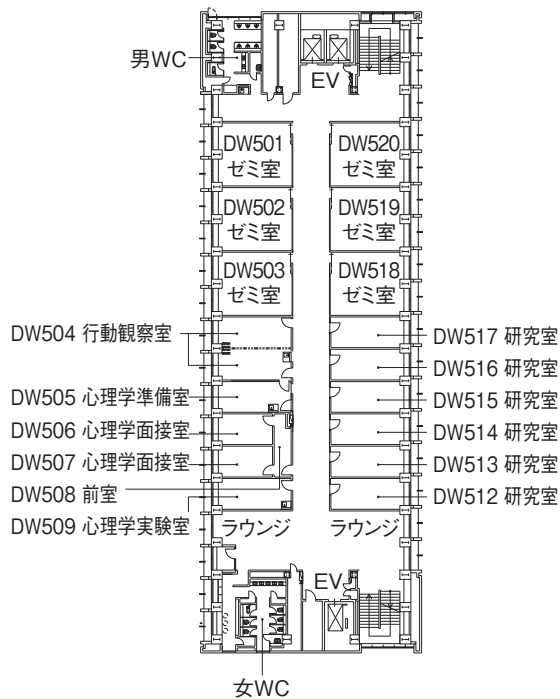 男WC
EV
DW501
ゼミ室
DW520
ゼミ室
DW502
ゼミ室
DW519
ゼミ室
DW503
ゼミ室
DW518
ゼミ室
DW504 行動観察室
DW517 研究室
DW516 研究室
DW505 心理学準備室
DW515 研究室
DW506 心理学面接室
DW514 研究室
DW507 心理学面接室
DW513 研究室
DW508 前室
DW512 研究室
DW509 心理学実験室
ラウンジ
ラウンジ
EV
女WC